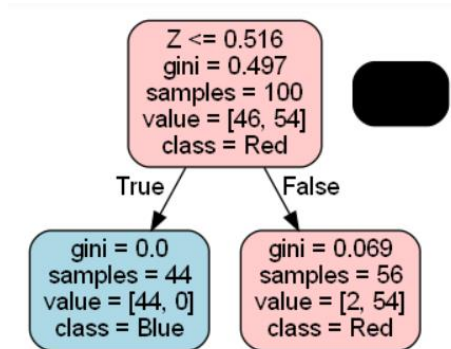 Z <= 0.516
gini = 0.497
samples = 100
value = [46, 54]
class = Red
True
False
gini = 0.0
samples = 44
value = [44, 0]
class = Blue
gini = 0.069
samples = 56
value = [2, 54]
class = Red